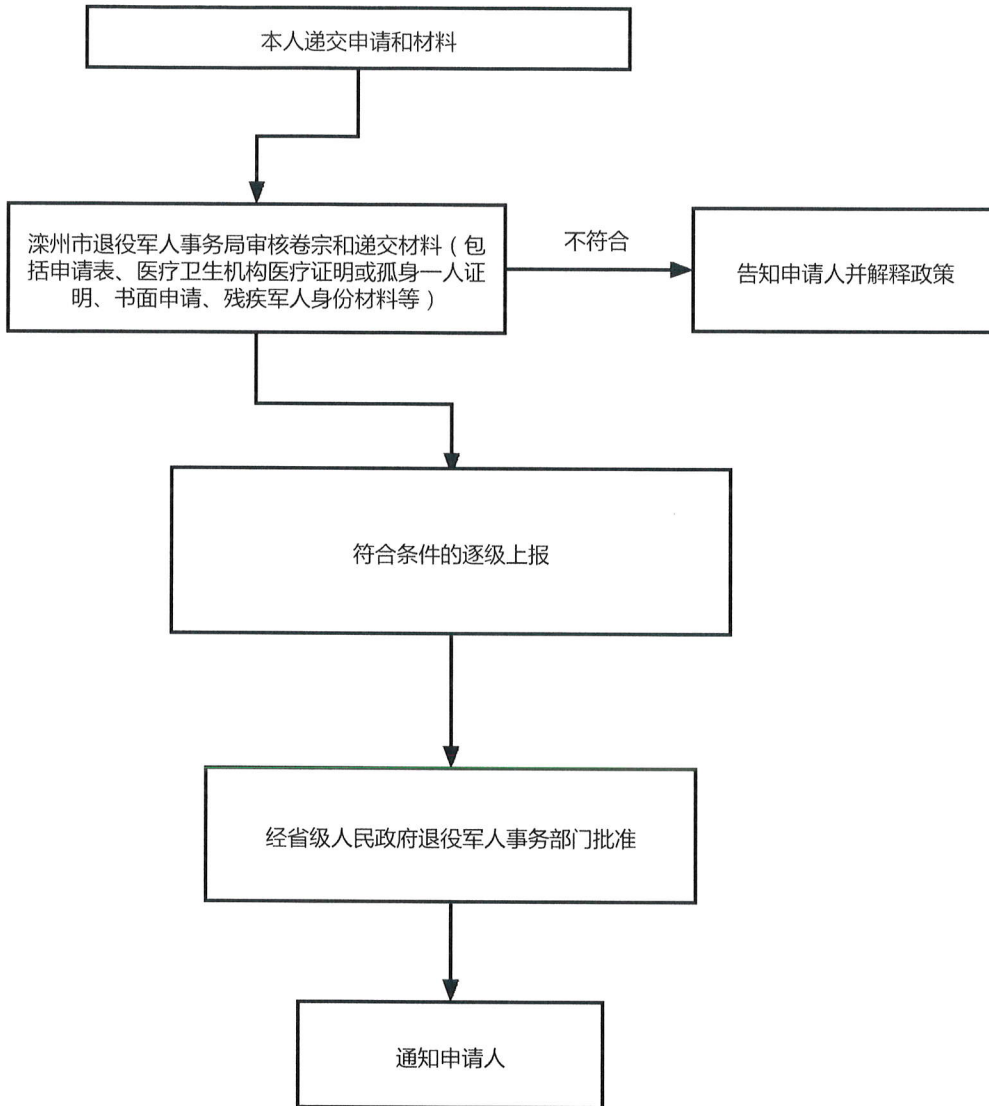 本人递交申请和材料
滦州市退役军人事务局审核卷宗和递交材料（包
括申请表、医疗卫生机构医疗证明或孤身一人证
明、书面申请、残疾军人身份材料等）
不符合
告知申请人并解释政策
符合条件的逐级上报
经省级人民政府退役军人事务部门批准
通知申请人